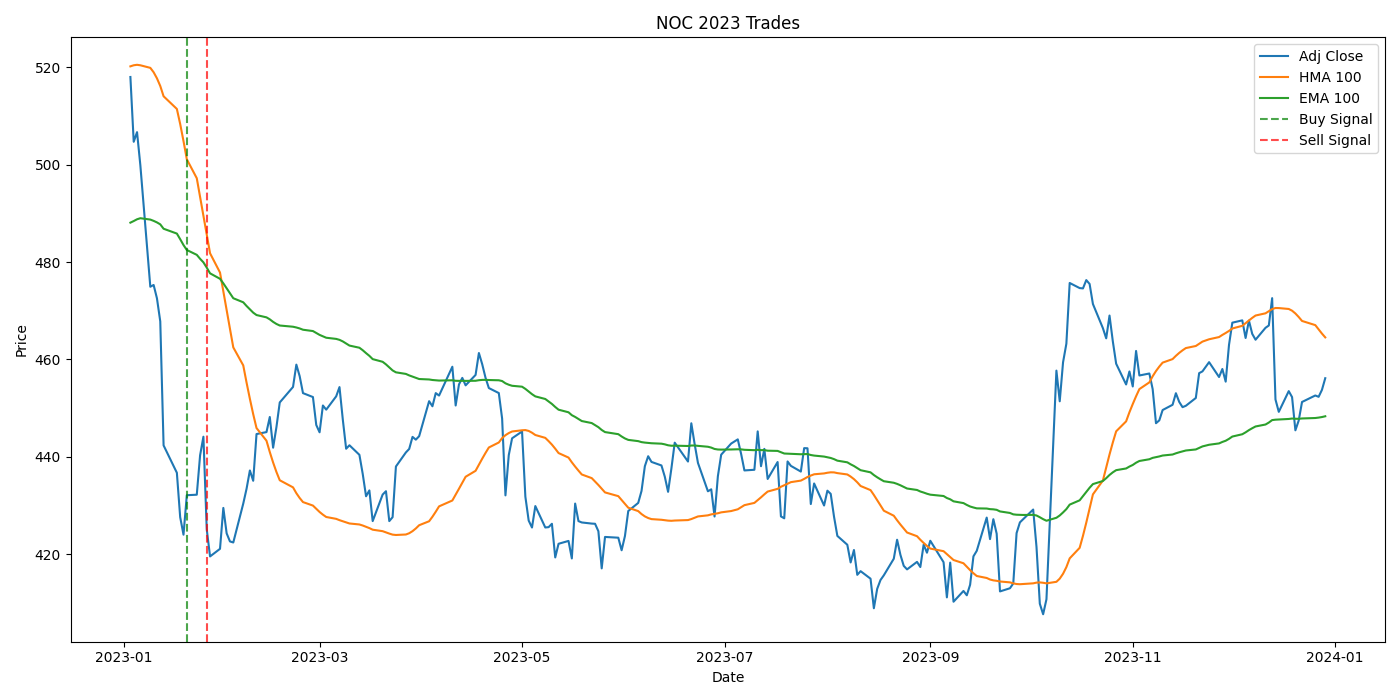 NOC 2023 Trades
Adj Close
HMA 100
EMA 100
Buy Signal
Sell Signal
Price
520
500
480
460
440
420
2023-01
2023-03
2023-05
2023-07
2023-09
2023-11
2024-01
Date